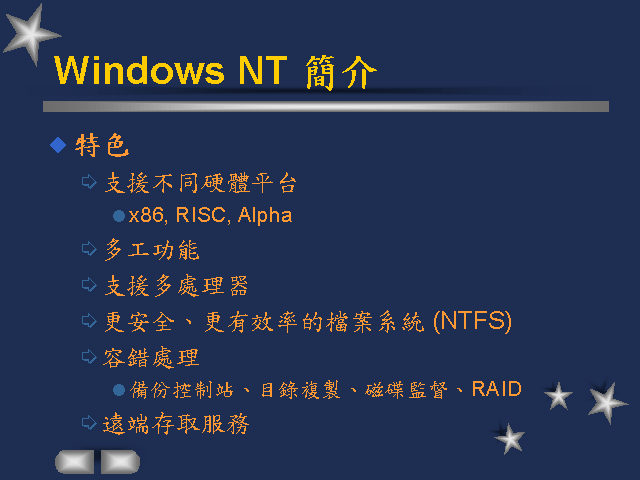 Windows NT 簡介
特色
支援不同硬體平台
x86, RISC, Alpha
多工功能
支援多處理器
更安全、更有效率的檔案系統 (NTFS)
容錯處理
備份控制站、目錄複製、磁碟監督、RAID
遠端存取服務